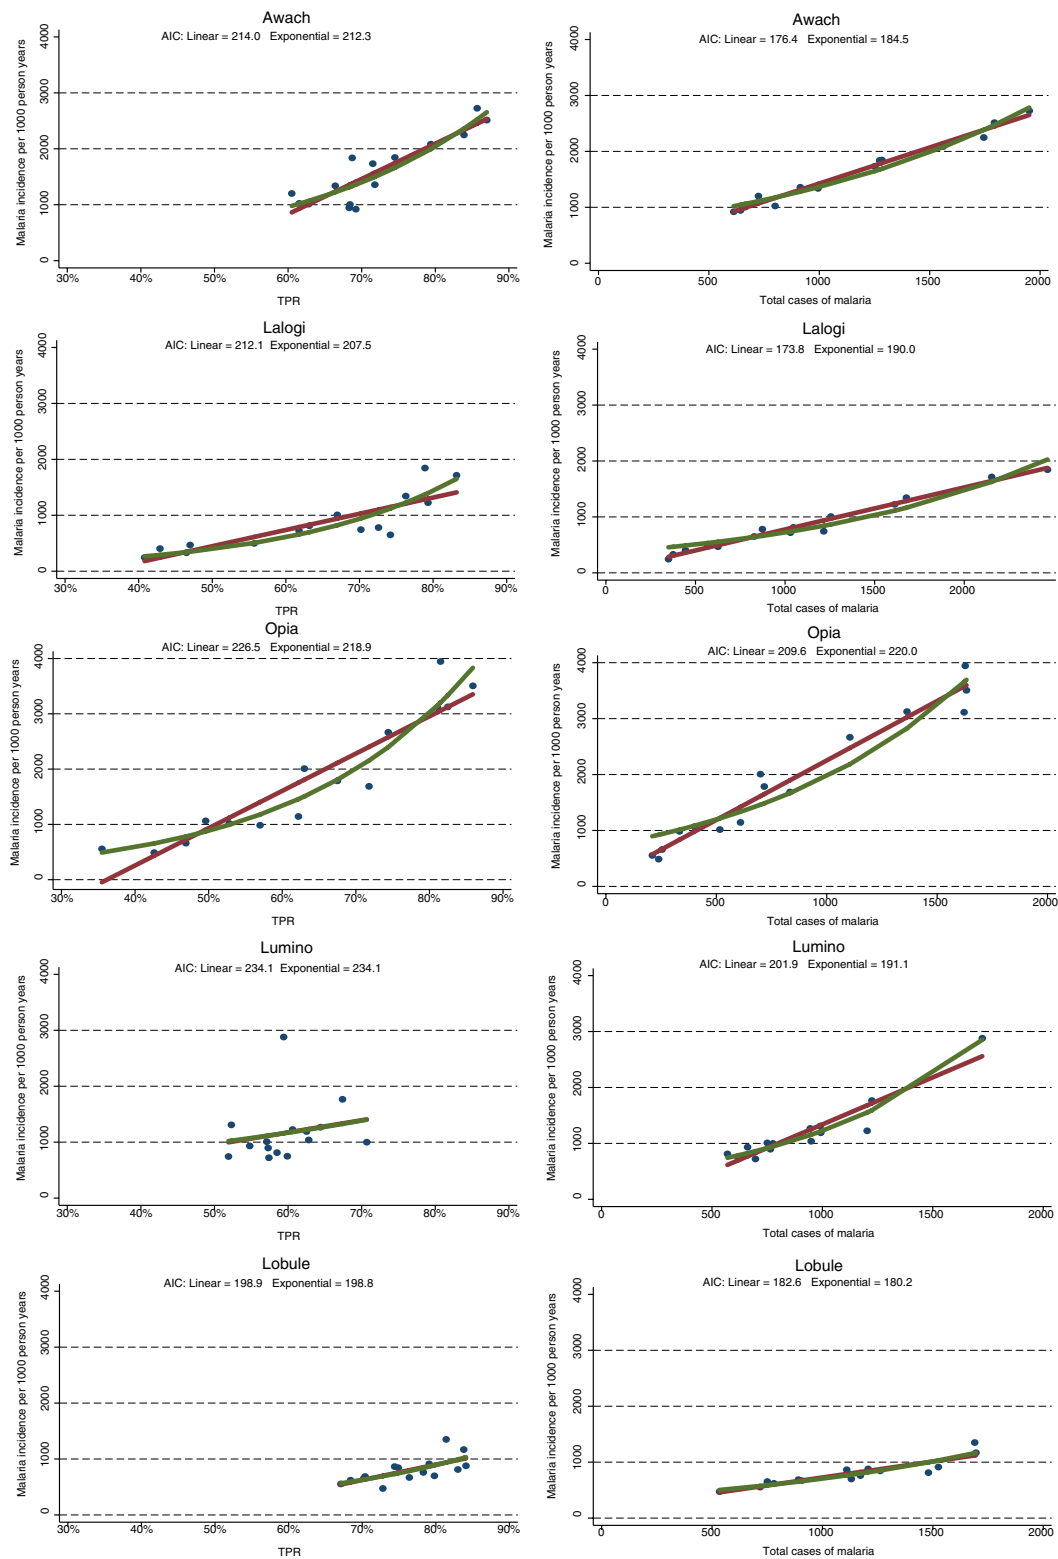 Awach
AIC: Linear = 214.0 Exponential = 212.3
Malaria incidence per 1000 person years
4000
3000
2000
1000
0
30% 40% 50% 60% 70% 80% 90%
TPR
Awach
AIC: Linear = 176.4 Exponential = 184.5
Malaria incidence per 1000 person years
4000
3000
2000
1000
0
0 500 1000 1500 2000
Total cases of malaria
Lalogi
AIC: Linear = 212.1 Exponential = 207.5
Malaria incidence per 1000 person years
4000
3000
2000
1000
0
30% 40% 50% 60% 70% 80% 90%
TPR
Lalogi
AIC: Linear = 173.8 Exponential = 190.0
Malaria incidence per 1000 person years
4000
3000
2000
1000
0
0 500 1000 1500 2000
Total cases of malaria
Opia
AIC: Linear = 226.5 Exponential = 218.9
Malaria incidence per 1000 person years
4000
3000
2000
1000
0
30% 40% 50% 60% 70% 80% 90%
TPR
Opia
AIC: Linear = 209.6 Exponential = 220.0
Malaria incidence per 1000 person years
4000
3000
2000
1000
0
0 500 1000 1500 2000
Total cases of malaria
Lumino
AIC: Linear = 234.1 Exponential = 234.1
Malaria incidence per 1000 person years
4000
3000
2000
1000
0
30% 40% 50% 60% 70% 80% 90%
TPR
Lumino
AIC: Linear = 201.9 Exponential = 191.1
Malaria incidence per 1000 person years
4000
3000
2000
1000
0
0 500 1000 1500 2000
Total cases of malaria
Lobule
AIC: Linear = 198.9 Exponential = 198.8
Malaria incidence per 1000 person years
4000
3000
2000
1000
0
30% 40% 50% 60% 70% 80% 90%
TPR
Lobule
AIC: Linear = 182.6 Exponential = 180.2
Malaria incidence per 1000 person years
4000
3000
2000
1000
0
0 500 1000 1500 2000
Total cases of malaria